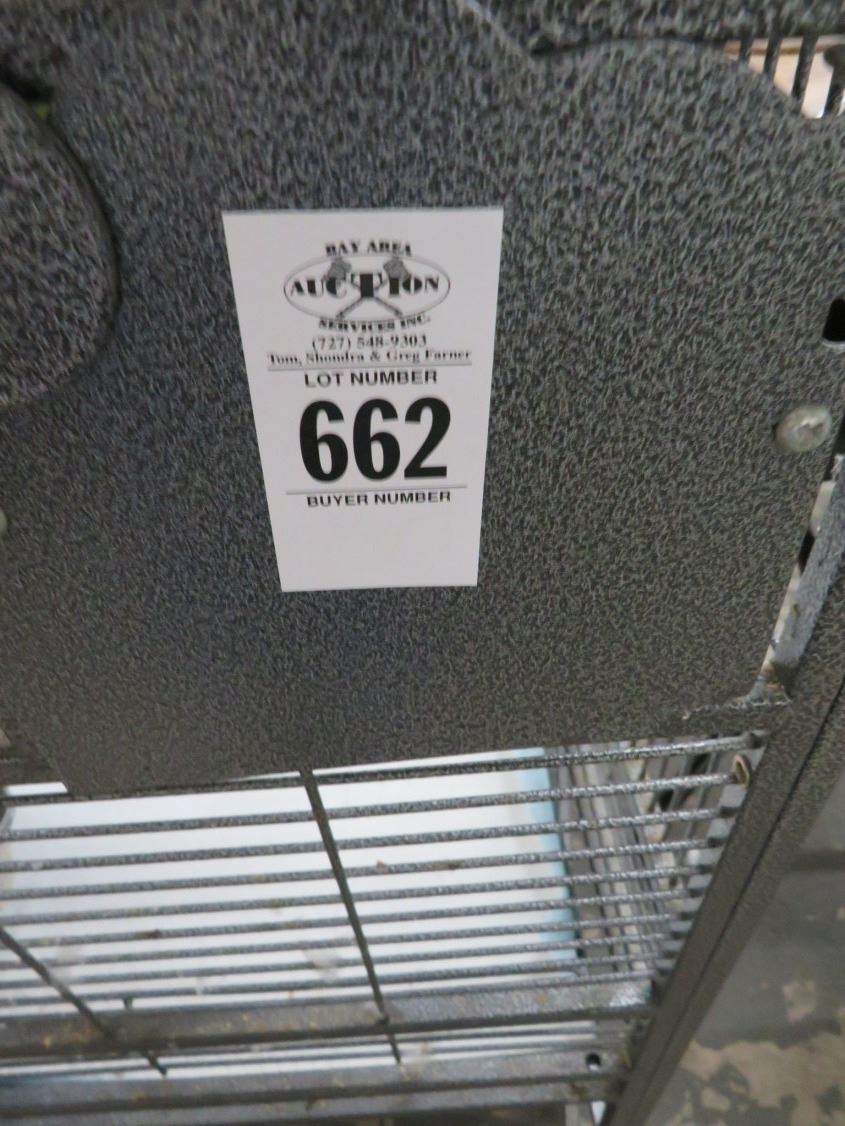 BAY AREA
AUCTION
SERVICES INC.
(727) 548-9303
Tom, Shondra & Greg Farner
LOT NUMBER
662
BUYER NUMBER